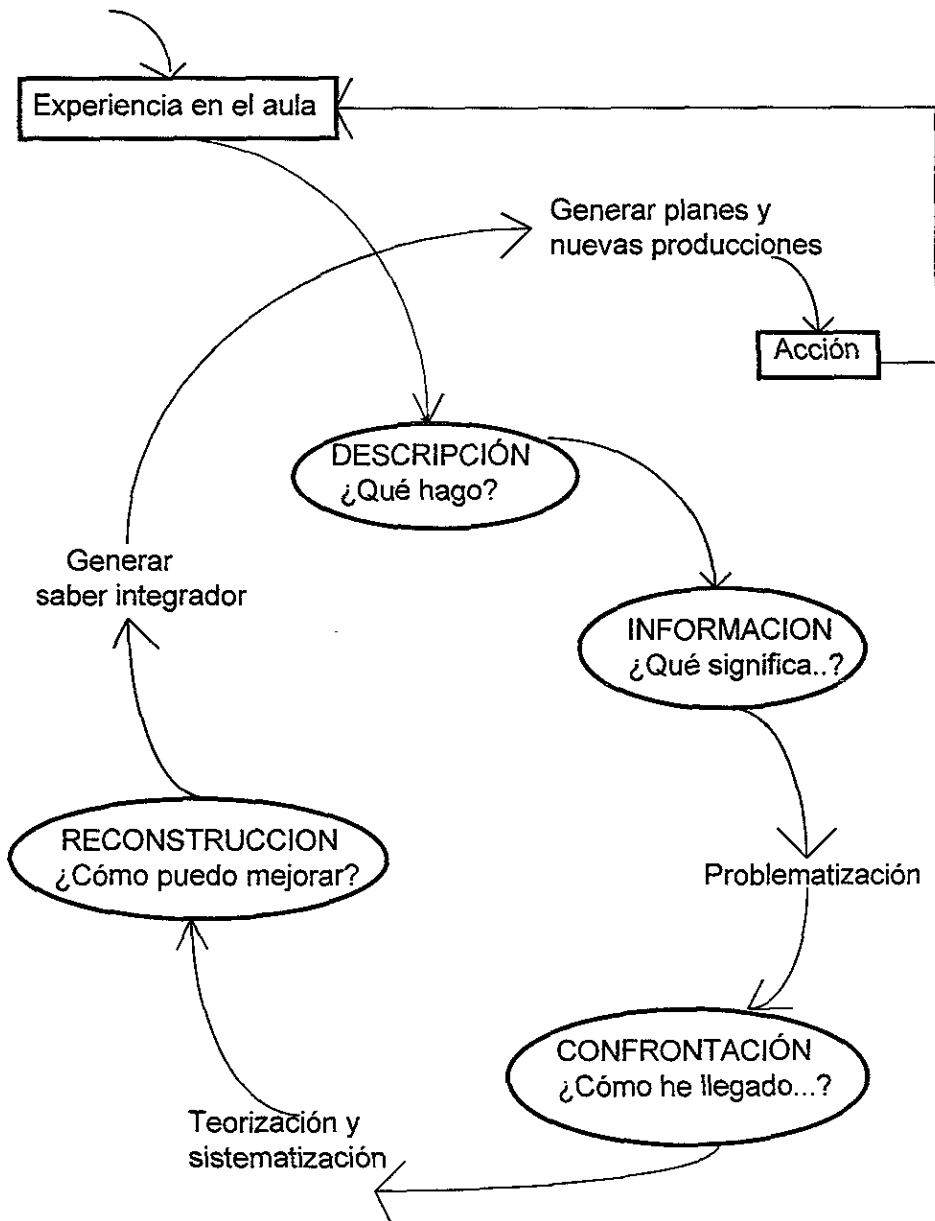 Experiencia en el aula
Generar planes y
nuevas producciones
Acción
DESCRIPCIÓN
¿Qué hago?
Generar
saber integrador
INFORMACION
¿Qué significa..?
RECONSTRUCCION
¿Cómo puedo mejorar?
Problematización
CONFRONTACIÓN
¿Cómo he llegado...?
Teorización y
sistematización